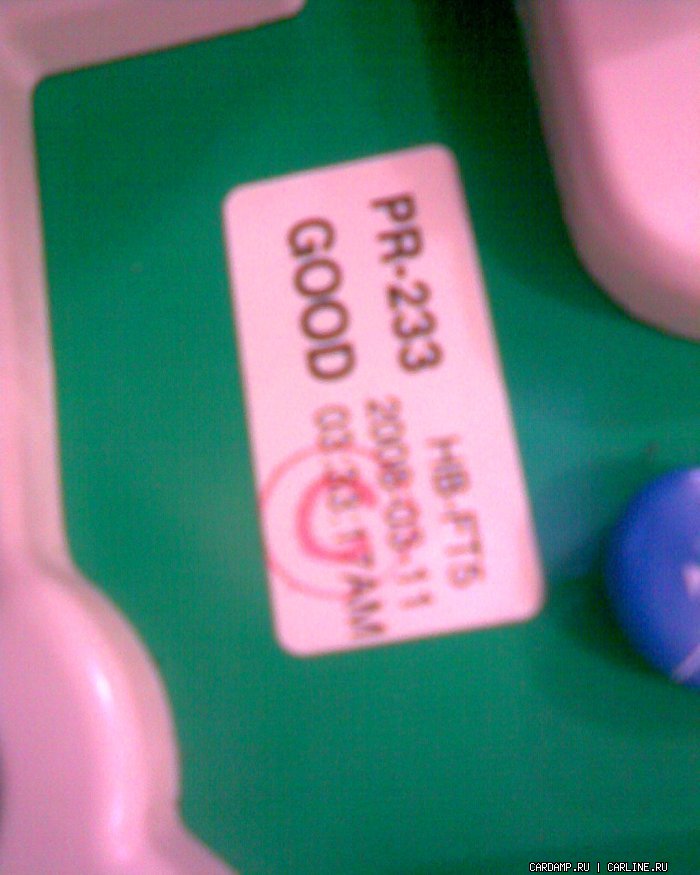 PR-233
GOOD
HB-FT5
2008-03-11
03:33:17AM
C
CARDAMP.RU | CARLINE.RU